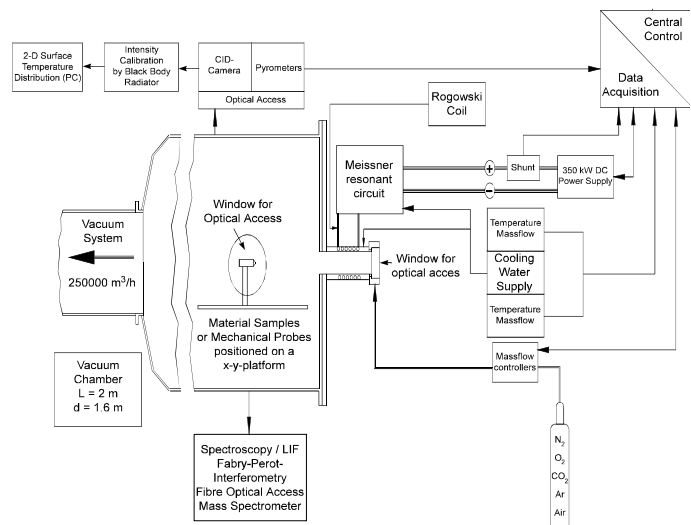 Central
Control
Data
Acquisition
2-D Surface
Temperature
Distribution (PC)
Intensity
Calibration
by Black Body
Radiator
CID-
Camera
Pyrometers
Optical Access
Rogowski
Coil
Meissner
resonant
circuit
+
−
Shunt
350 kW DC
Power Supply
Vacuum
System
250000 m³/h
Window for
Optical Access
Window for
optical acces
Temperature
Massflow
Cooling
Water
Supply
Temperature
Massflow
Material Samples
or Mechanical Probes
positioned on a
x-y-platform
Vacuum
Chamber
L = 2 m
d = 1.6 m
Massflow
controllers
Spectroscopy / LIF
Fabry-Perot-
Interferometry
Fibre Optical Access
Mass Spectrometer
N₂
O₂
CO₂
Ar
Air